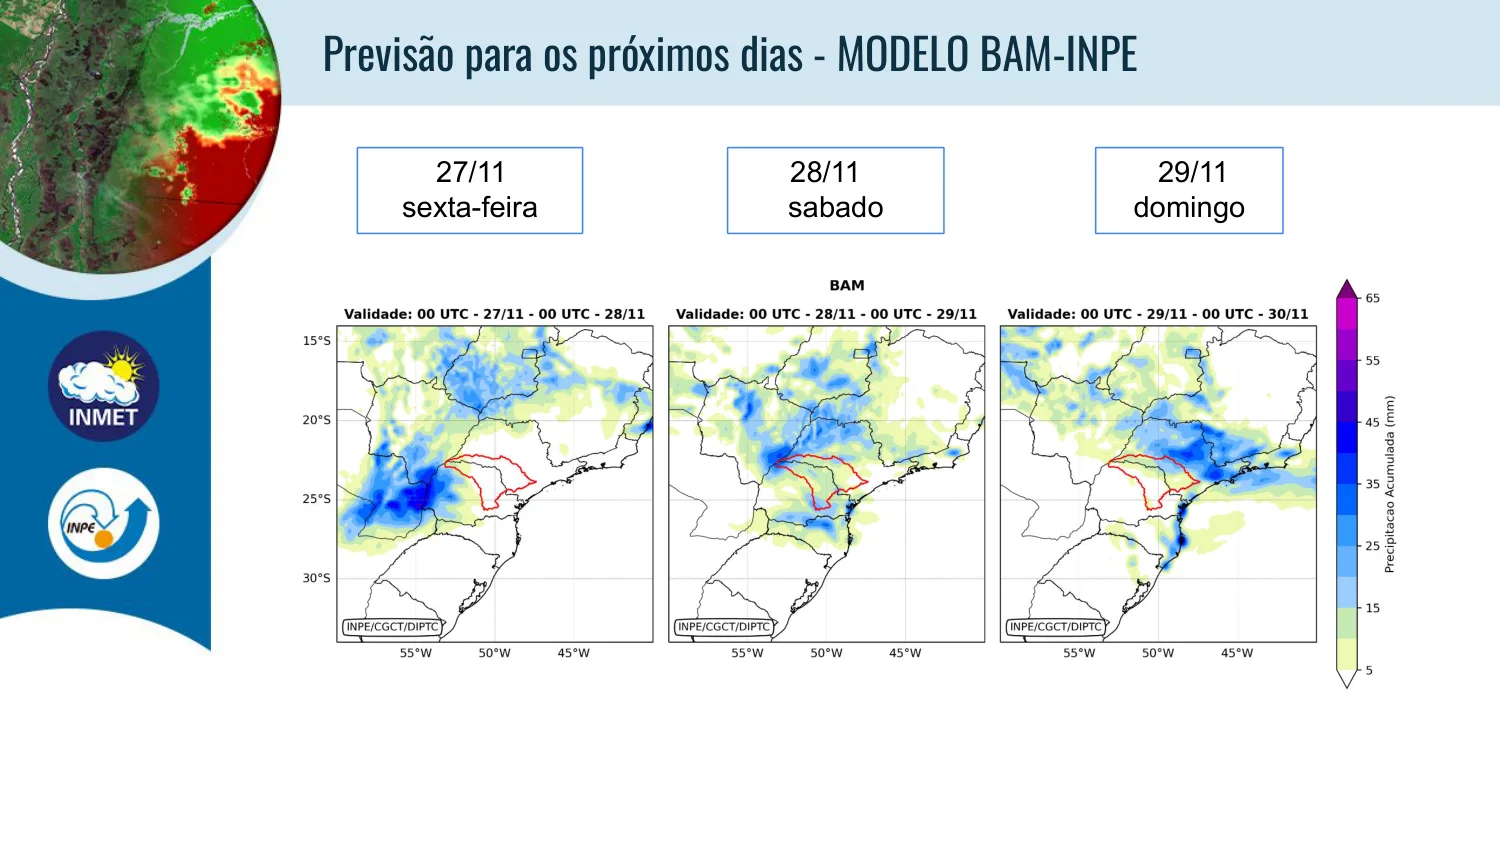 Previsão para os próximos dias - MODELO BAM-INPE
27/11
sexta-feira
28/11
sabado
29/11
domingo
BAM
Validade: 00 UTC - 27/11 - 00 UTC - 28/11
Validade: 00 UTC - 28/11 - 00 UTC - 29/11
Validade: 00 UTC - 29/11 - 00 UTC - 30/11
15°S
20°S
25°S
30°S
INPE/CGCT/DIPTC
INPE/CGCT/DIPTC
INPE/CGCT/DIPTC
55°W 50°W 45°W
55°W 50°W 45°W
55°W 50°W 45°W
65
55
45
35
25
15
5
Precipitacao Acumulada (mm)
INMET
INPE